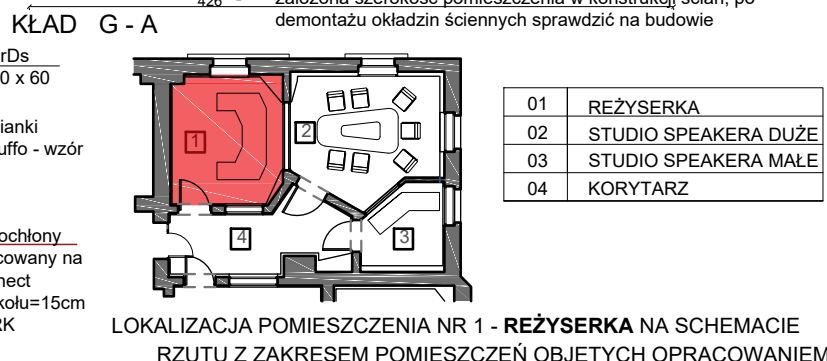 426
założona szerokość pomieszczenia w konstrukcji ścian, po
demontażu okładzin ściennych sprawdzić na budowie
KŁAD G - A
rDs
0 x 60
ianki
uffo - wzór
ochłony
cowany na
nect
kołu=15cm
RK
1
2
3
4
01 REŻYSERKA
02 STUDIO SPEAKERA DUŻE
03 STUDIO SPEAKERA MAŁE
04 KORYTARZ
LOKALIZACJA POMIESZCZENIA NR 1 - REŻYSERKA NA SCHEMACIE
RZUTU Z ZAKRESEM POMIESZCZEŃ OBJĘTYCH OPRACOWANIEM